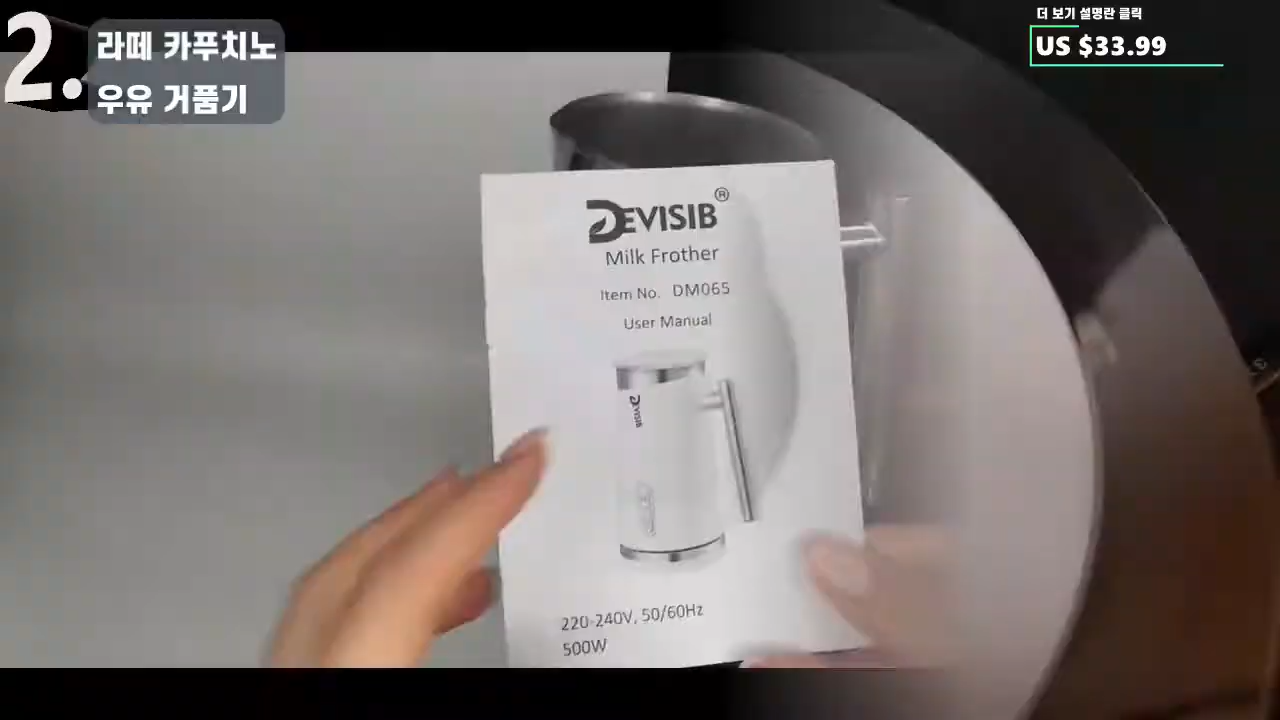 2.
라떼 카푸치노
우유 거품기
더 보기 설명란 클릭
US $33.99
DEVISIB®
Milk Frother
Item No. DM065
User Manual
DEVISIB
220-240V, 50/60Hz
500W